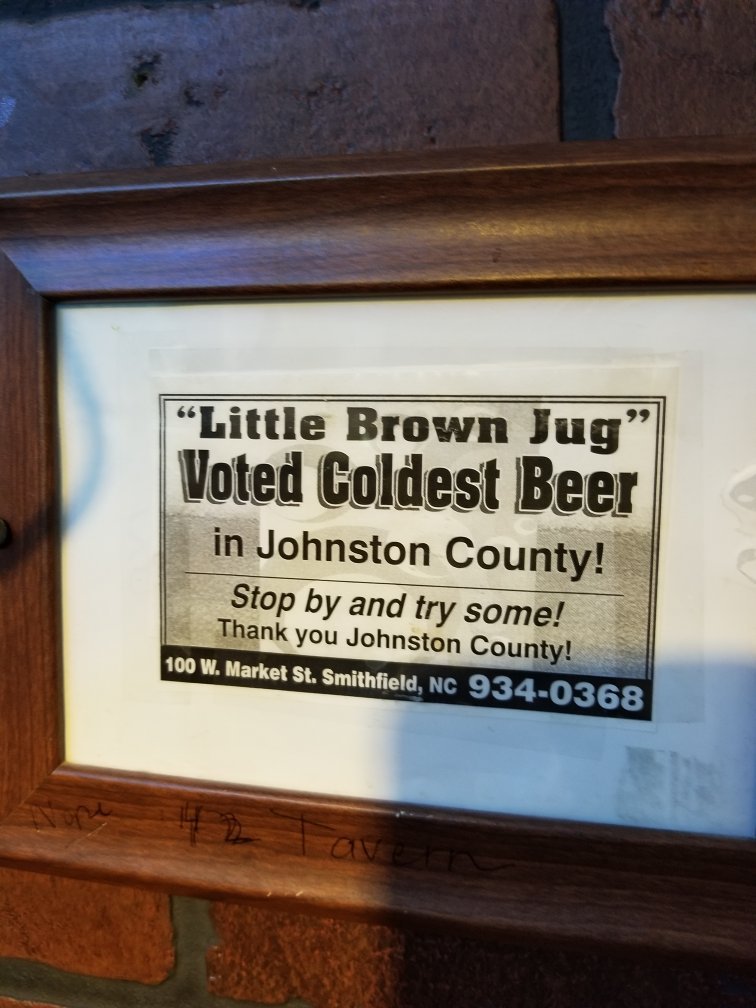 “Little Brown Jug”
Voted Coldest Beer
in Johnston County!
Stop by and try some!
Thank you Johnston County!
100 W. Market St. Smithfield, NC 934-0368
Nope Tavern